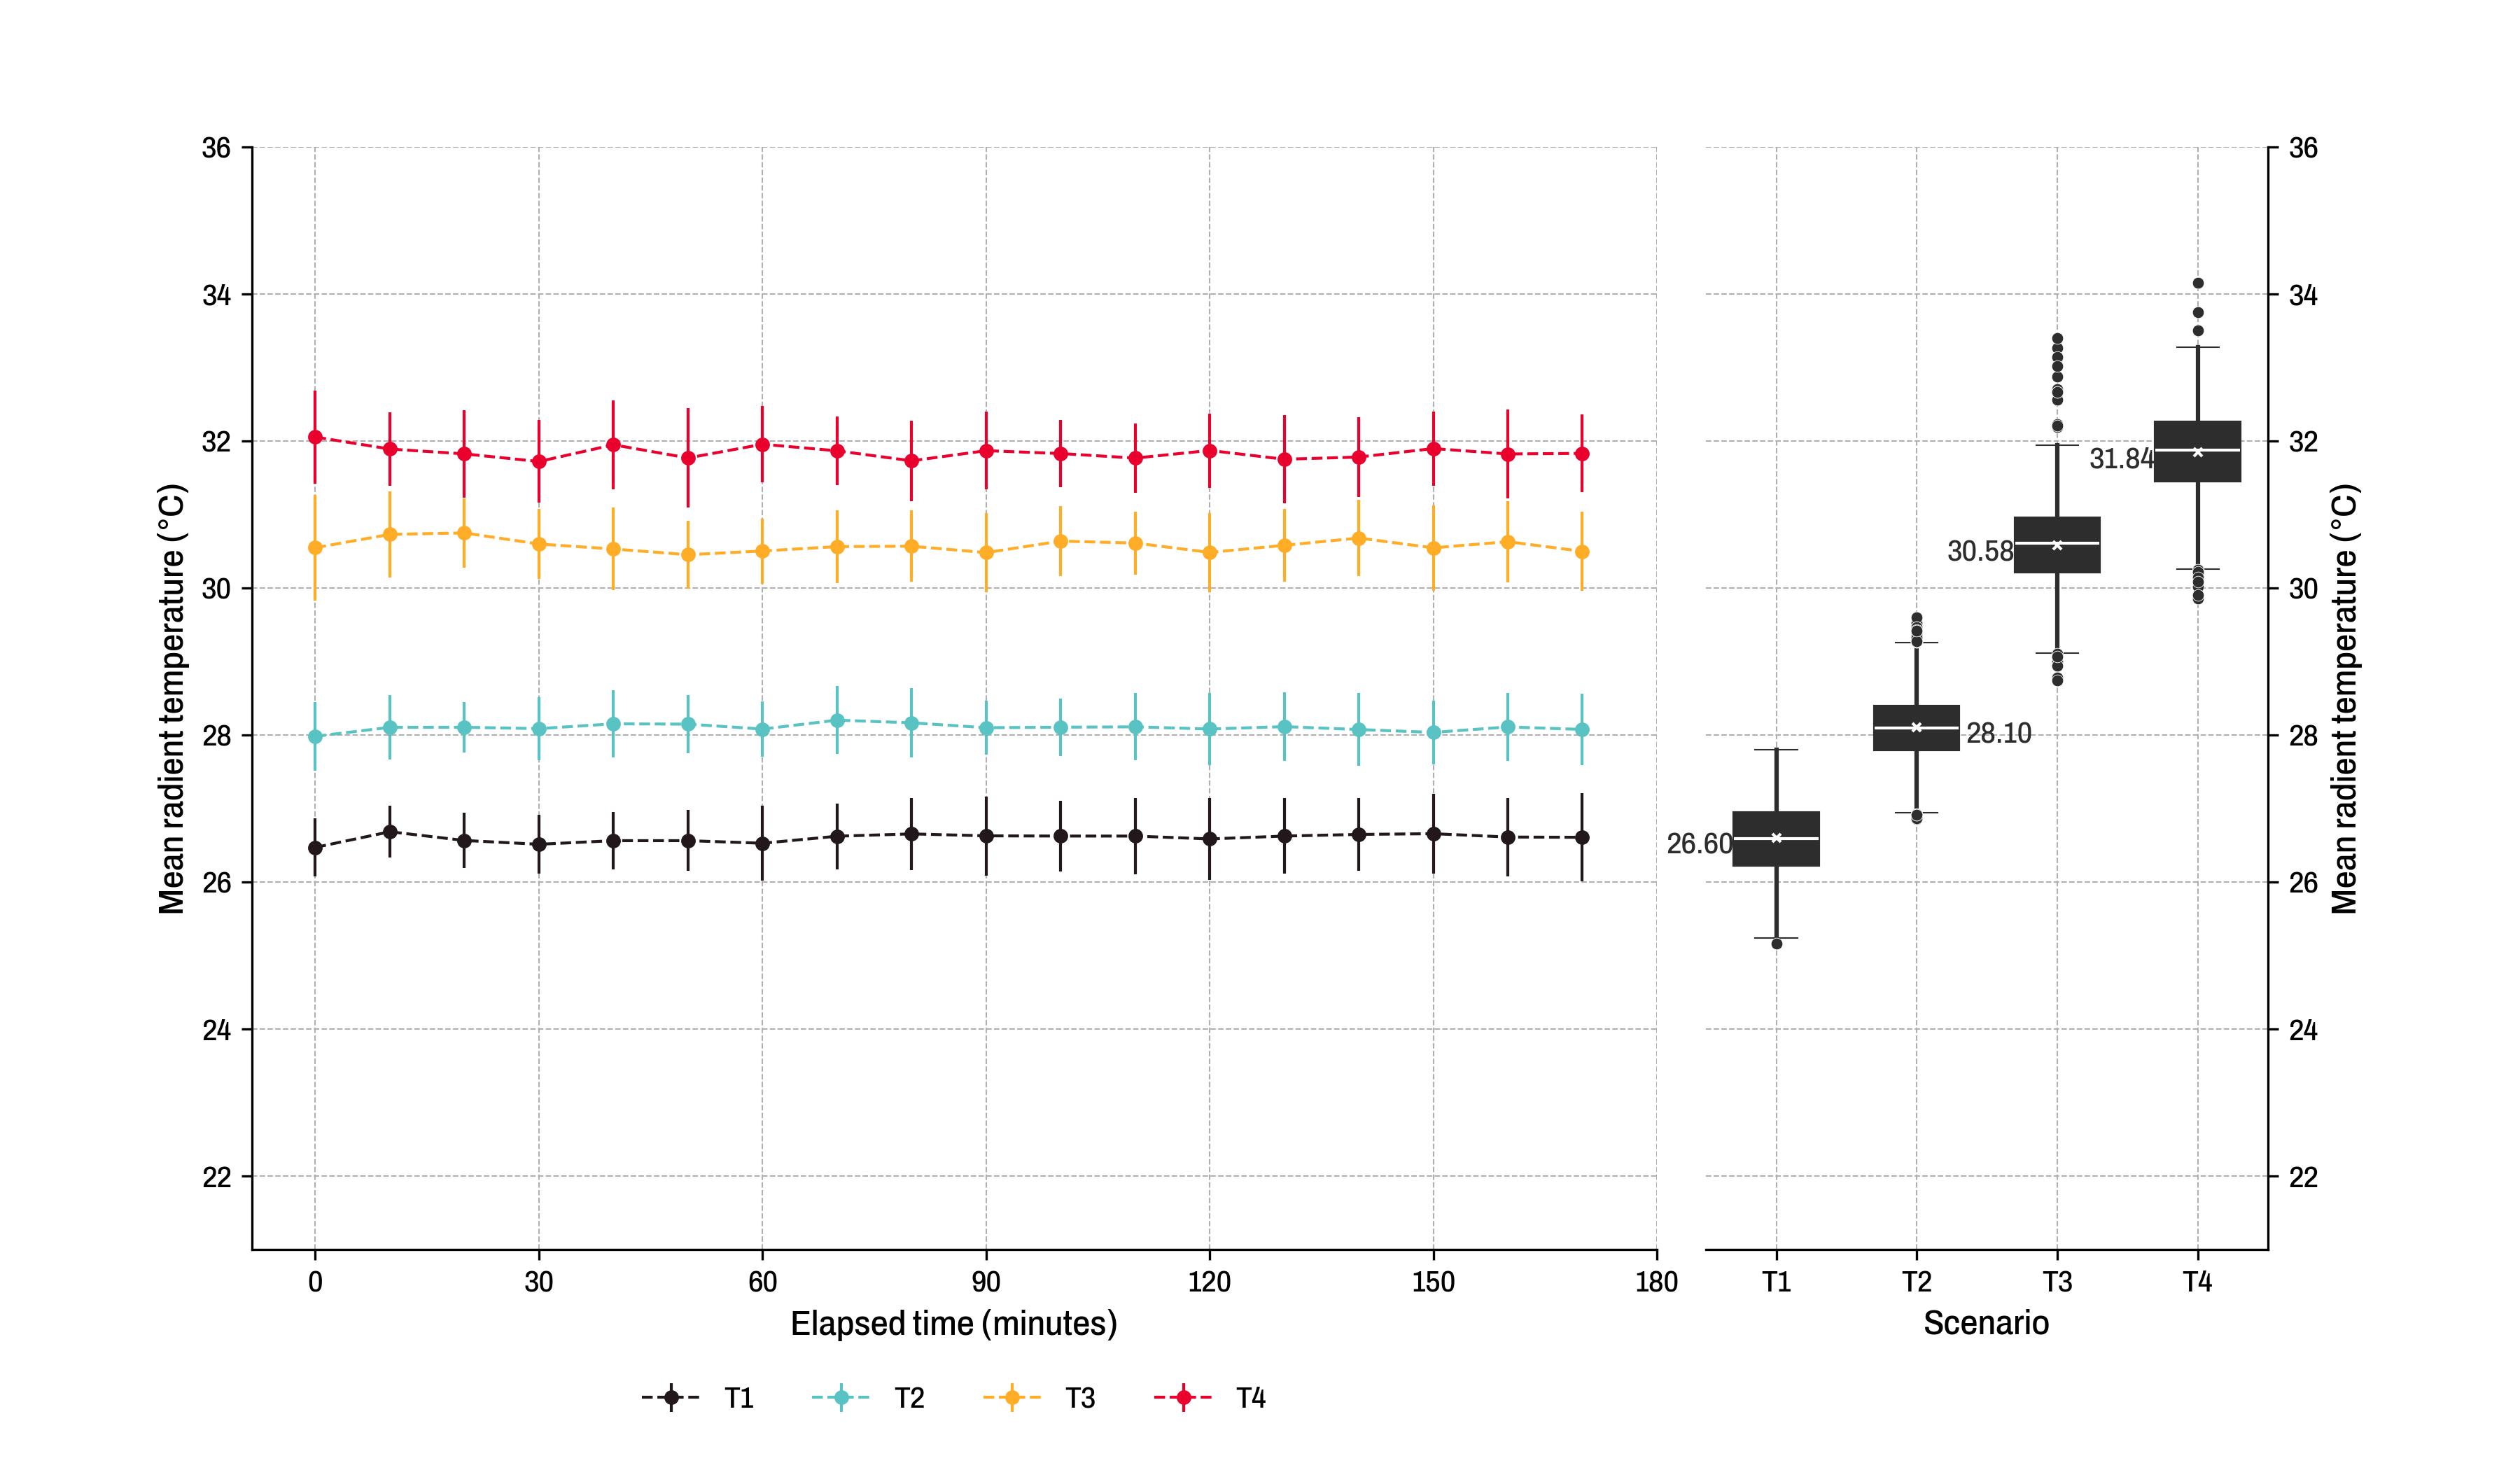 36
34
32
30
28
26
24
22
Mean radient temperature (°C)
0 30 60 90 120 150 180
Elapsed time (minutes)
T1 T2 T3 T4
26.60
28.10
30.58
31.84
T1 T2 T3 T4
Scenario
36
34
32
30
28
26
24
22
Mean radient temperature (°C)